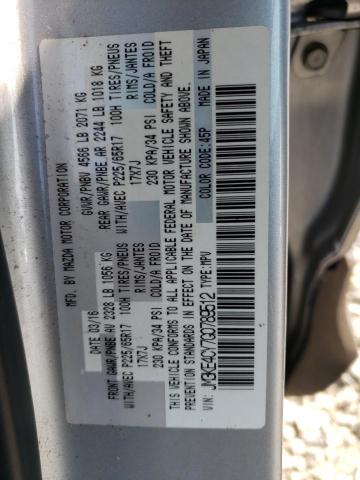 MFD. BY MAZDA MOTOR CORPORATION
DATE 03/16 GVWR/PNBV 4566 LB 2071 KG
FRONT GAWR/PNBE AV 2328 LB 1056 KG REAR GAWR/PNBE AR 2244 LB 1018 KG
WITH/AVEC P225/65R17 100H TIRES/PNEUS WITH/AVEC P225/65R17 100H TIRES/PNEUS
17X7J RIMS/JANTES 17X7J RIMS/JANTES
230 KPA/34 PSI COLD/A FROID 230 KPA/34 PSI COLD/A FROID
THIS VEHICLE CONFORMS TO ALL APPLICABLE FEDERAL MOTOR VEHICLE SAFETY AND THEFT
PREVENTION STANDARDS IN EFFECT ON THE DATE OF MANUFACTURE SHOWN ABOVE.
JM3KE4CY7G0789512 TYPE:MPV COLOR CODE:45P MADE IN JAPAN